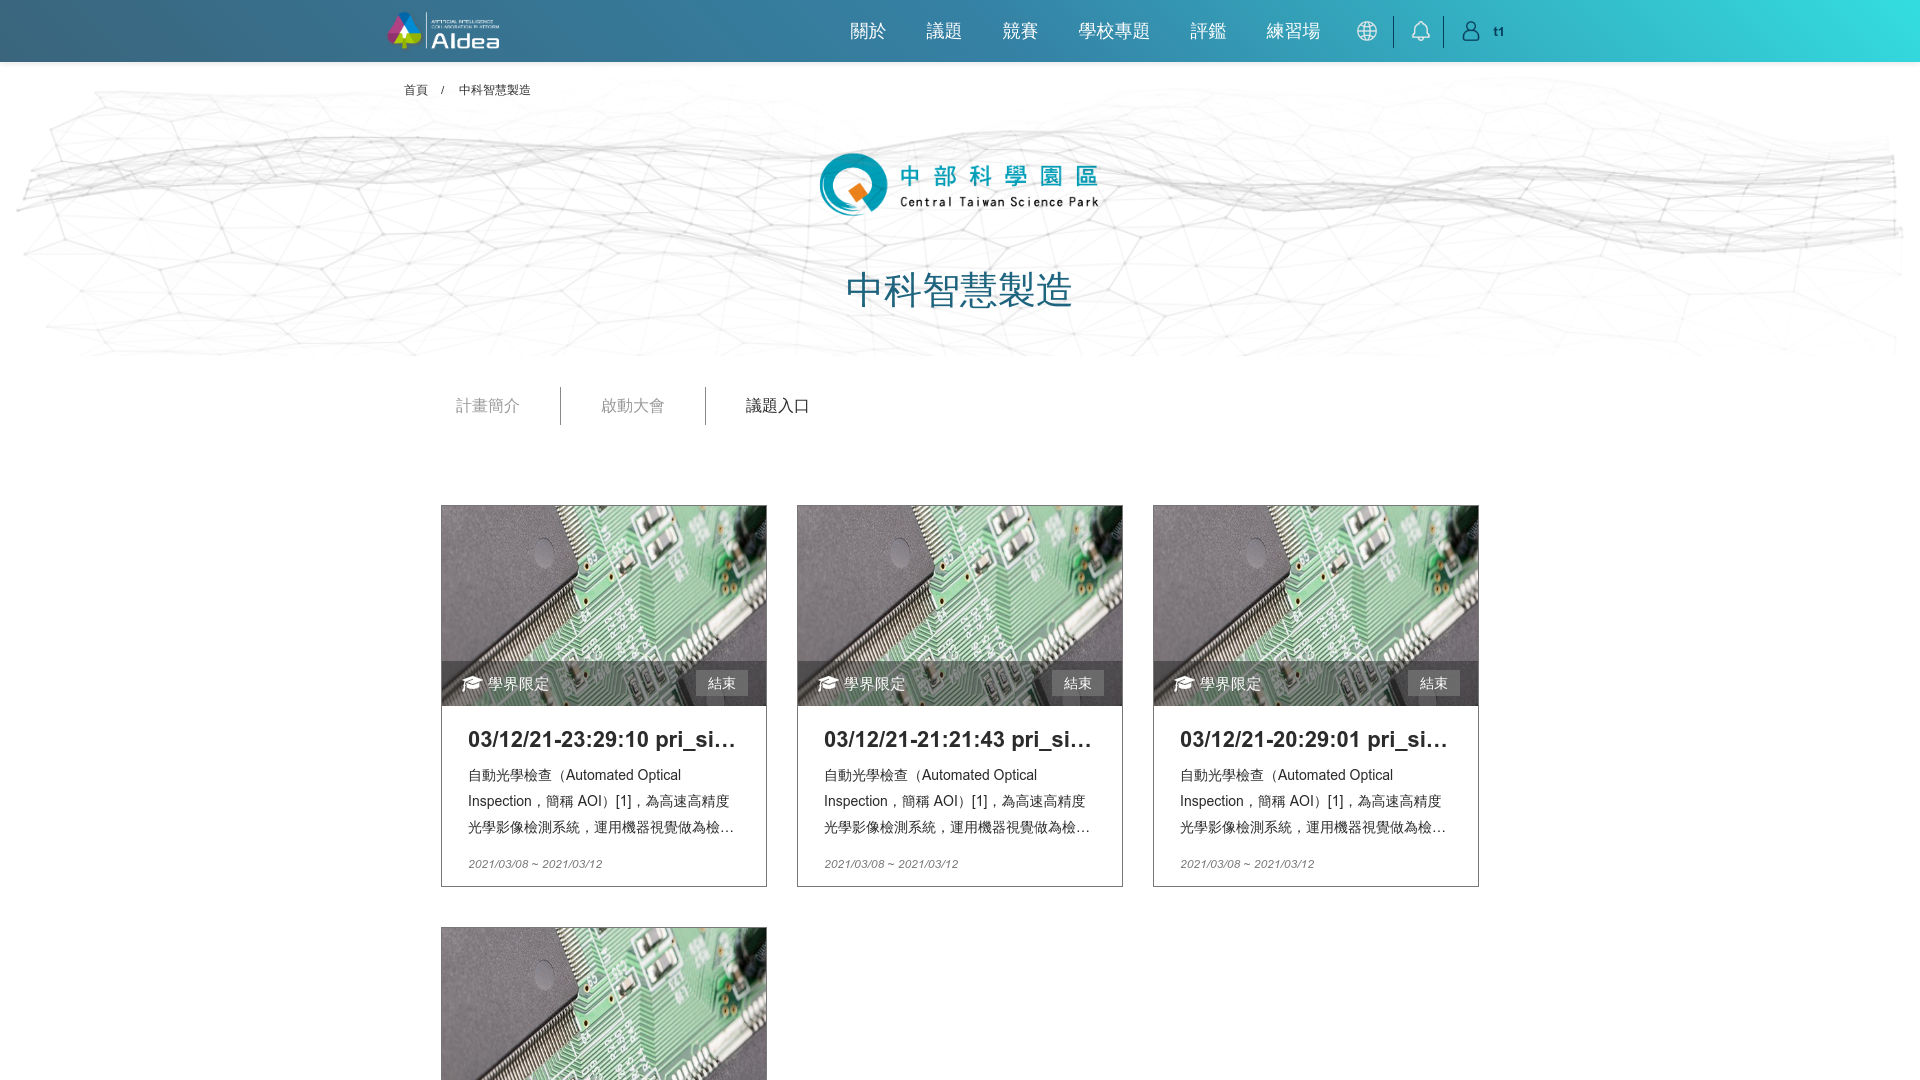 ARTIFICIAL INTELLIGENCE
COLLABORATION PLATFORM
AIdea
關於
議題
競賽
學校專題
評鑑
練習場
t1
首頁 / 中科智慧製造
中部科學園區
Central Taiwan Science Park
中科智慧製造
計畫簡介
啟動大會
議題入口
學界限定
結束
03/12/21-23:29:10 pri_si...
自動光學檢查（Automated Optical
Inspection，簡稱 AOI）[1]，為高速高精度
光學影像檢測系統，運用機器視覺做為檢...
2021/03/08 ~ 2021/03/12
學界限定
結束
03/12/21-21:21:43 pri_si...
自動光學檢查（Automated Optical
Inspection，簡稱 AOI）[1]，為高速高精度
光學影像檢測系統，運用機器視覺做為檢...
2021/03/08 ~ 2021/03/12
學界限定
結束
03/12/21-20:29:01 pri_si...
自動光學檢查（Automated Optical
Inspection，簡稱 AOI）[1]，為高速高精度
光學影像檢測系統，運用機器視覺做為檢...
2021/03/08 ~ 2021/03/12